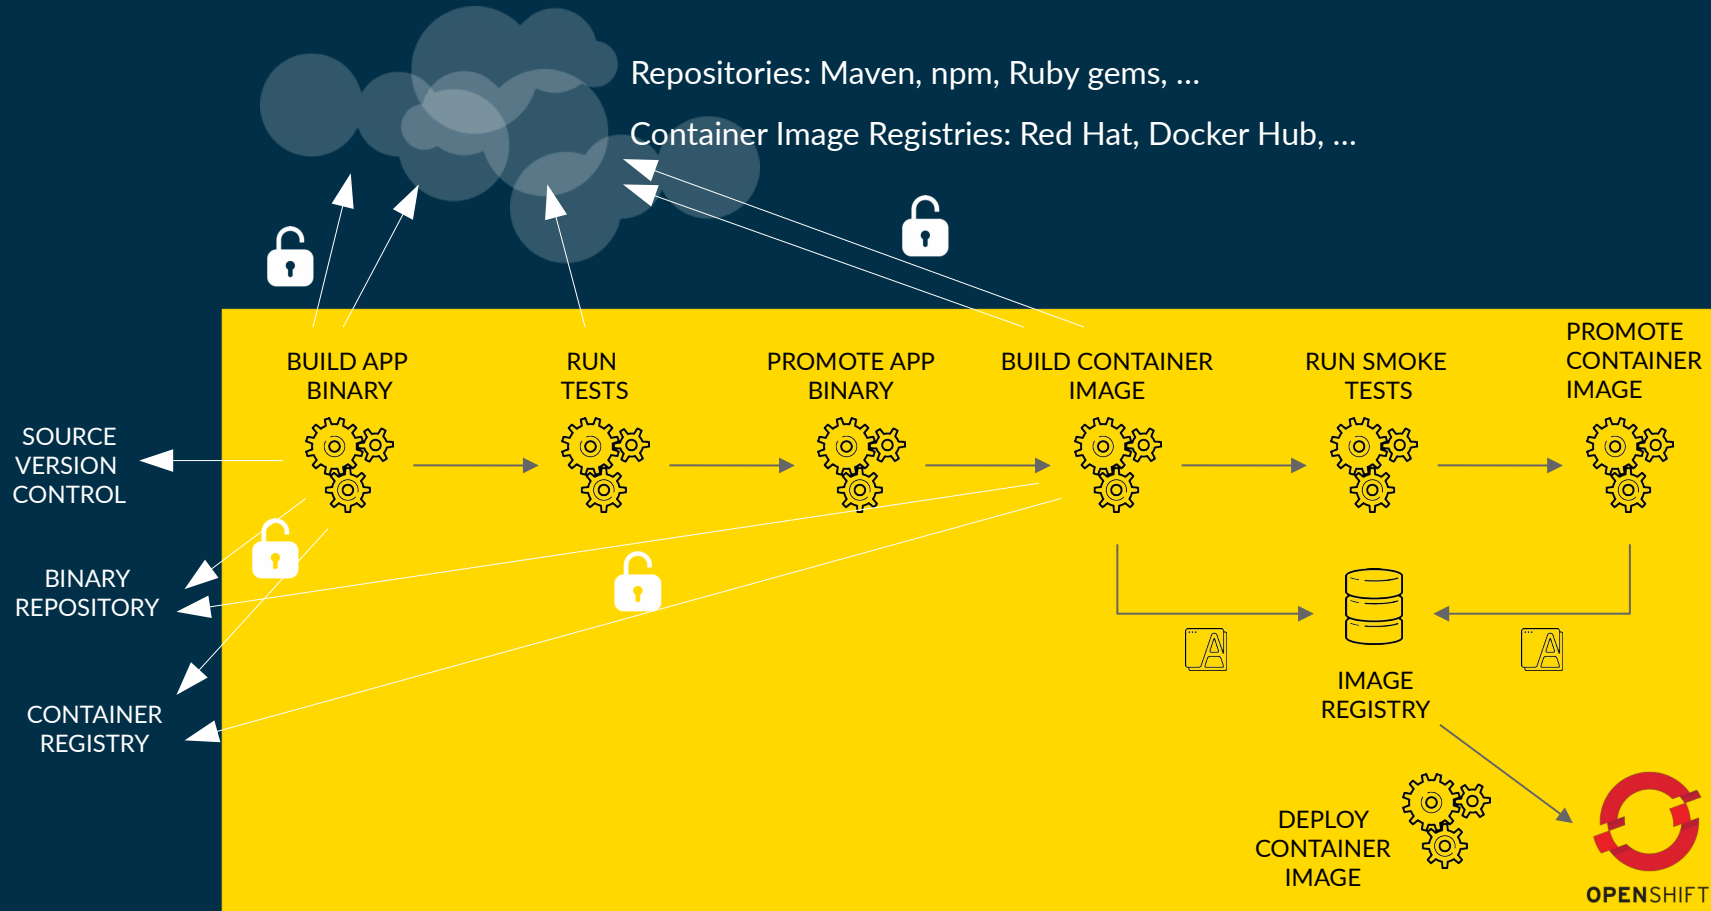 Repositories: Maven, npm, Ruby gems, ...
Container Image Registries: Red Hat, Docker Hub, ...
BUILD APP
BINARY
RUN
TESTS
PROMOTE APP
BINARY
BUILD CONTAINER
IMAGE
RUN SMOKE
TESTS
PROMOTE
CONTAINER
IMAGE
SOURCE
VERSION
CONTROL
BINARY
REPOSITORY
CONTAINER
REGISTRY
A
A
IMAGE
REGISTRY
DEPLOY
CONTAINER
IMAGE
OPENSHIFT